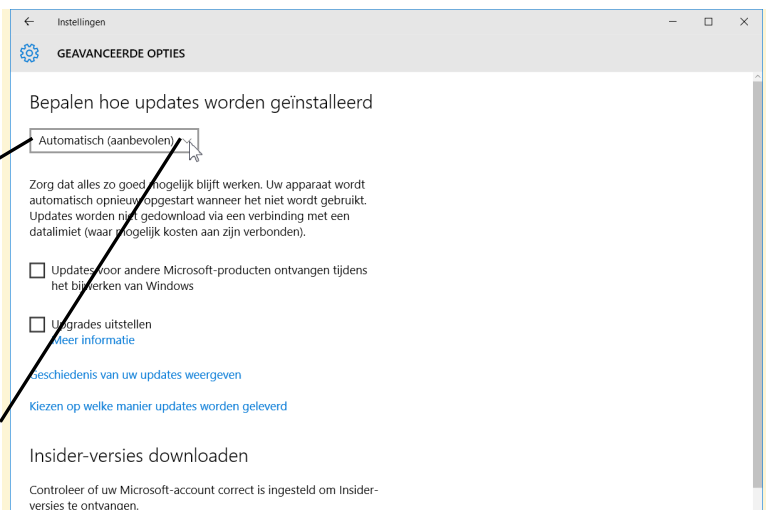 Instellingen
GEAVANCEERDE OPTIES
Bepalen hoe updates worden geïnstalleerd
Automatisch (aanbevolen)
Zorg dat alles zo goed mogelijk blijft werken. Uw apparaat wordt
automatisch opnieuw opgestart wanneer het niet wordt gebruikt.
Updates worden niet gedownload via een verbinding met een
datalimiet (waar mogelijk kosten aan zijn verbonden).
Updates voor andere Microsoft-producten ontvangen tijdens
het bijwerken van Windows
Upgrades uitstellen
Meer informatie
Geschiedenis van uw updates weergeven
Kiezen op welke manier updates worden geleverd
Insider-versies downloaden
Controleer of uw Microsoft-account correct is ingesteld om Insider-
versies te ontvangen.